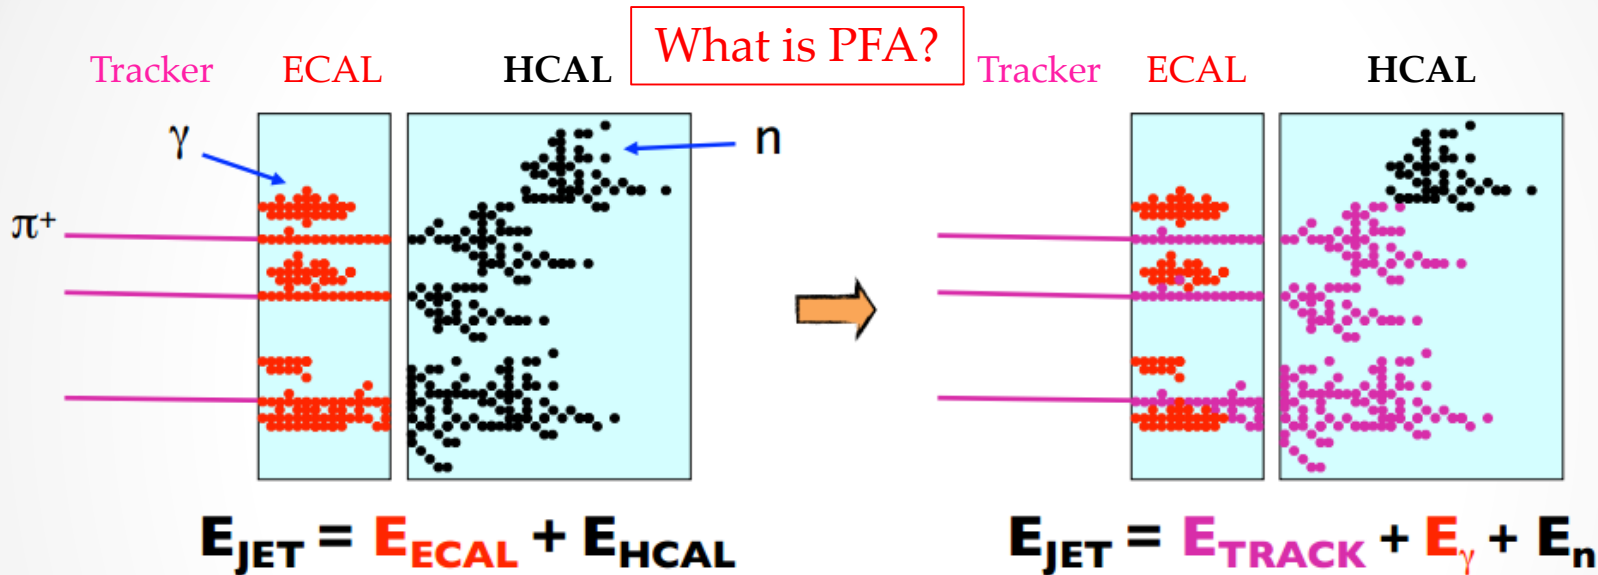 What is PFA?
Tracker ECAL HCAL Tracker ECAL HCAL
γ n
π⁺
E_JET = E_ECAL + E_HCAL E_JET = E_TRACK + E_γ + E_n